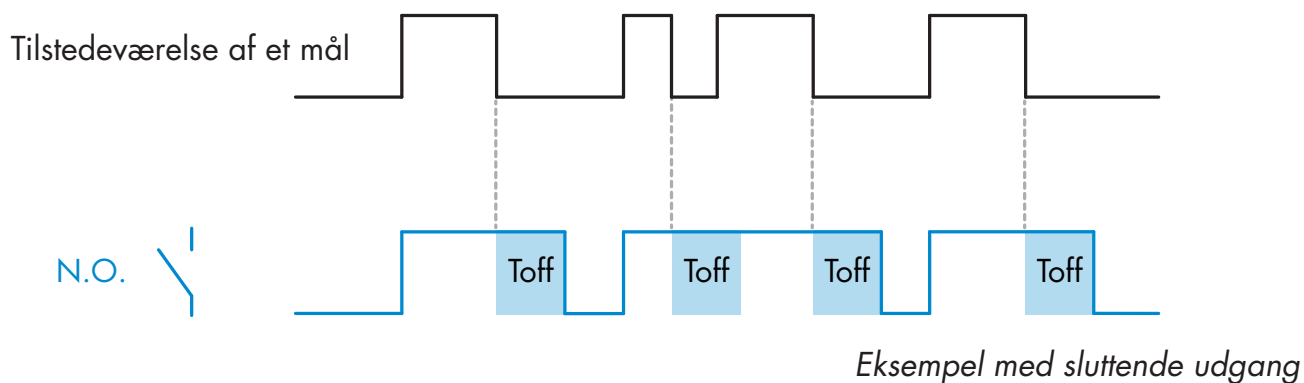 Tilstedeværelse af et mål
N.O.
Toff Toff Toff Toff
Eksempel med sluttende udgang